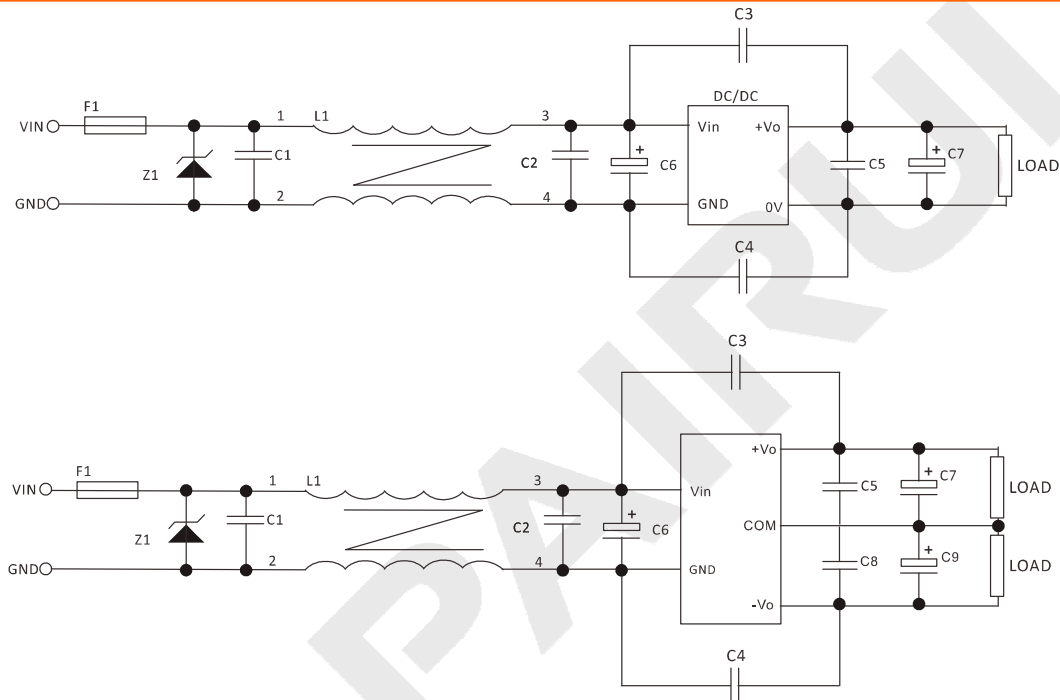 C3
DC/DC
F1
1
L1
3
VIN
Vin
+Vo
+
+
C1
C2
C6
C5
C7
LOAD
Z1
GND
2
4
GND
0V
C4
C3
+Vo
F1
1
L1
3
VIN
Vin
C5
+
C7
LOAD
+
C1
C2
C6
COM
Z1
+
GND
2
4
GND
C8
C9
LOAD
-Vo
C4
PAIRUI